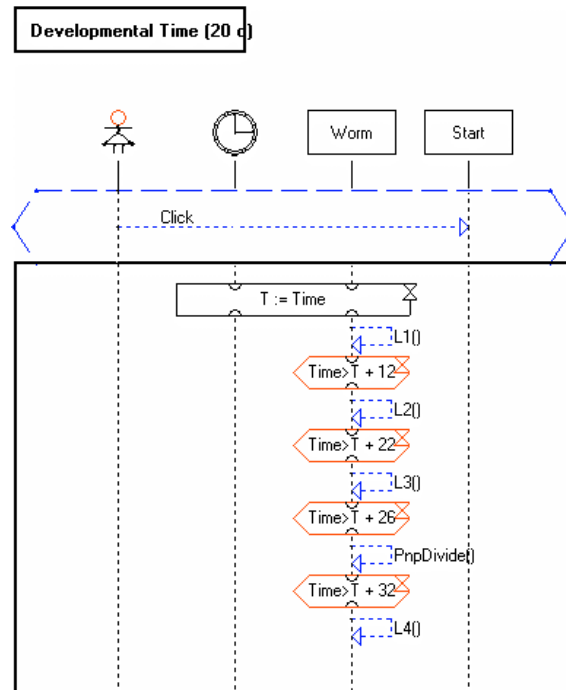 Developmental Time (20 c)
Worm
Start
Click
T := Time
L1()
Time>T + 12
L2()
Time>T + 22
L3()
Time>T + 26
PnpDivide()
Time>T + 32
L4()